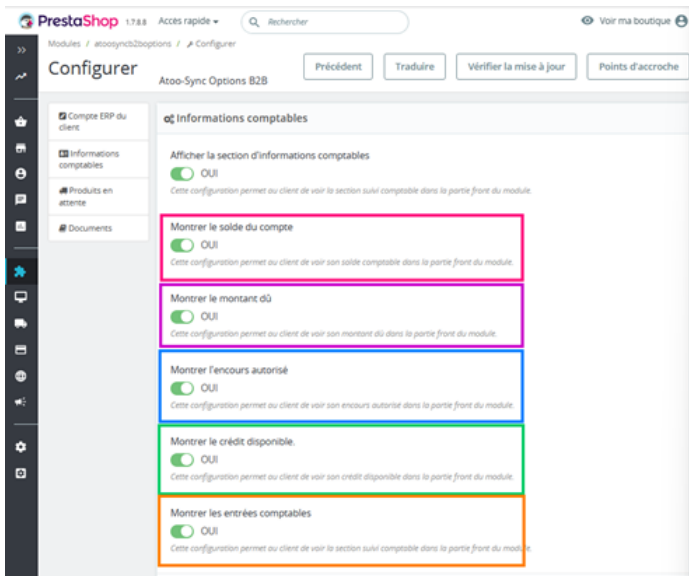 PrestaShop 1.7.8.8 Accès rapide Rechercher Voir ma boutique
Modules / atoosyncb2boptions / Configurer
Configurer
Atoo-Sync Options B2B
Précédent Traduire Vérifier la mise à jour Points d'accroche
Compte ERP du
client
Informations
comptables
Produits en
attente
Documents
Informations comptables
Afficher la section d'informations comptables
OUI
Cette configuration permet au client de voir la section suivi comptable dans la partie front du module.
Montrer le solde du compte
OUI
Cette configuration permet au client de voir son solde comptable dans la partie front du module.
Montrer le montant dû
OUI
Cette configuration permet au client de voir son montant dû dans la partie front du module.
Montrer l'encours autorisé
OUI
Cette configuration permet au client de voir son encours autorisé dans la partie front du module.
Montrer le crédit disponible.
OUI
Cette configuration permet au client de voir son crédit disponible dans la partie front du module.
Montrer les entrées comptables
OUI
Cette configuration permet au client de voir la section suivi comptable dans la partie front du module.